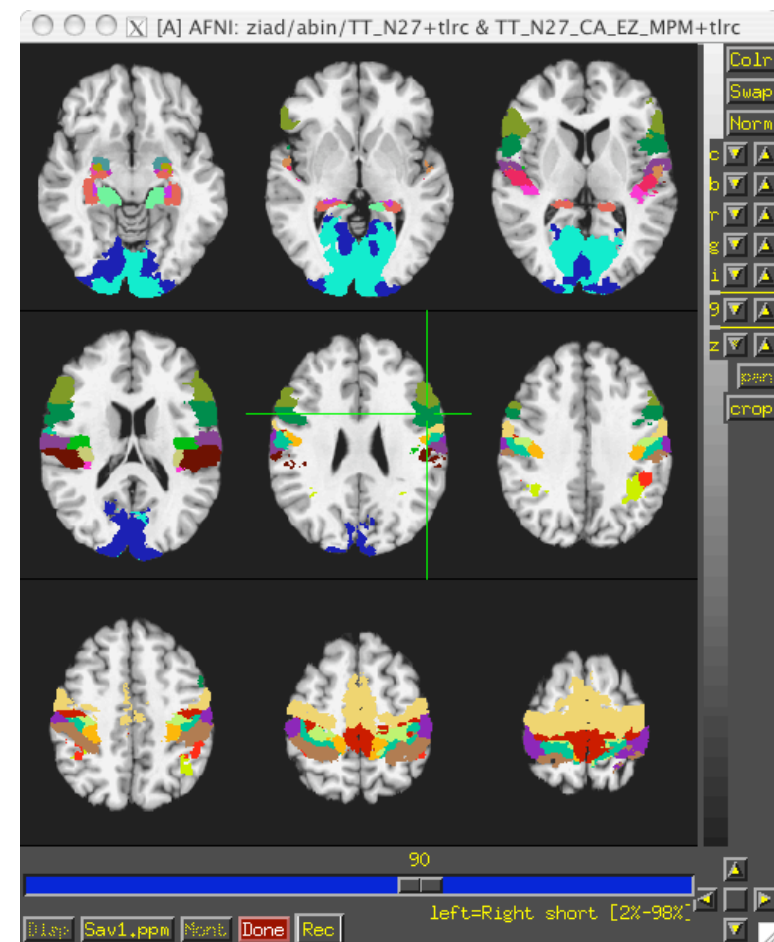 X [A] AFNI: ziad/abin/TT_N27+tlrc & TT_N27_CA_EZ_MPM+tlrc
Colr
Swap
Norm
c
b
r
g
i
9
z
pan
crop
90
left=Right short [2%-98%]
Disp Sav1.ppm Mont Done Rec